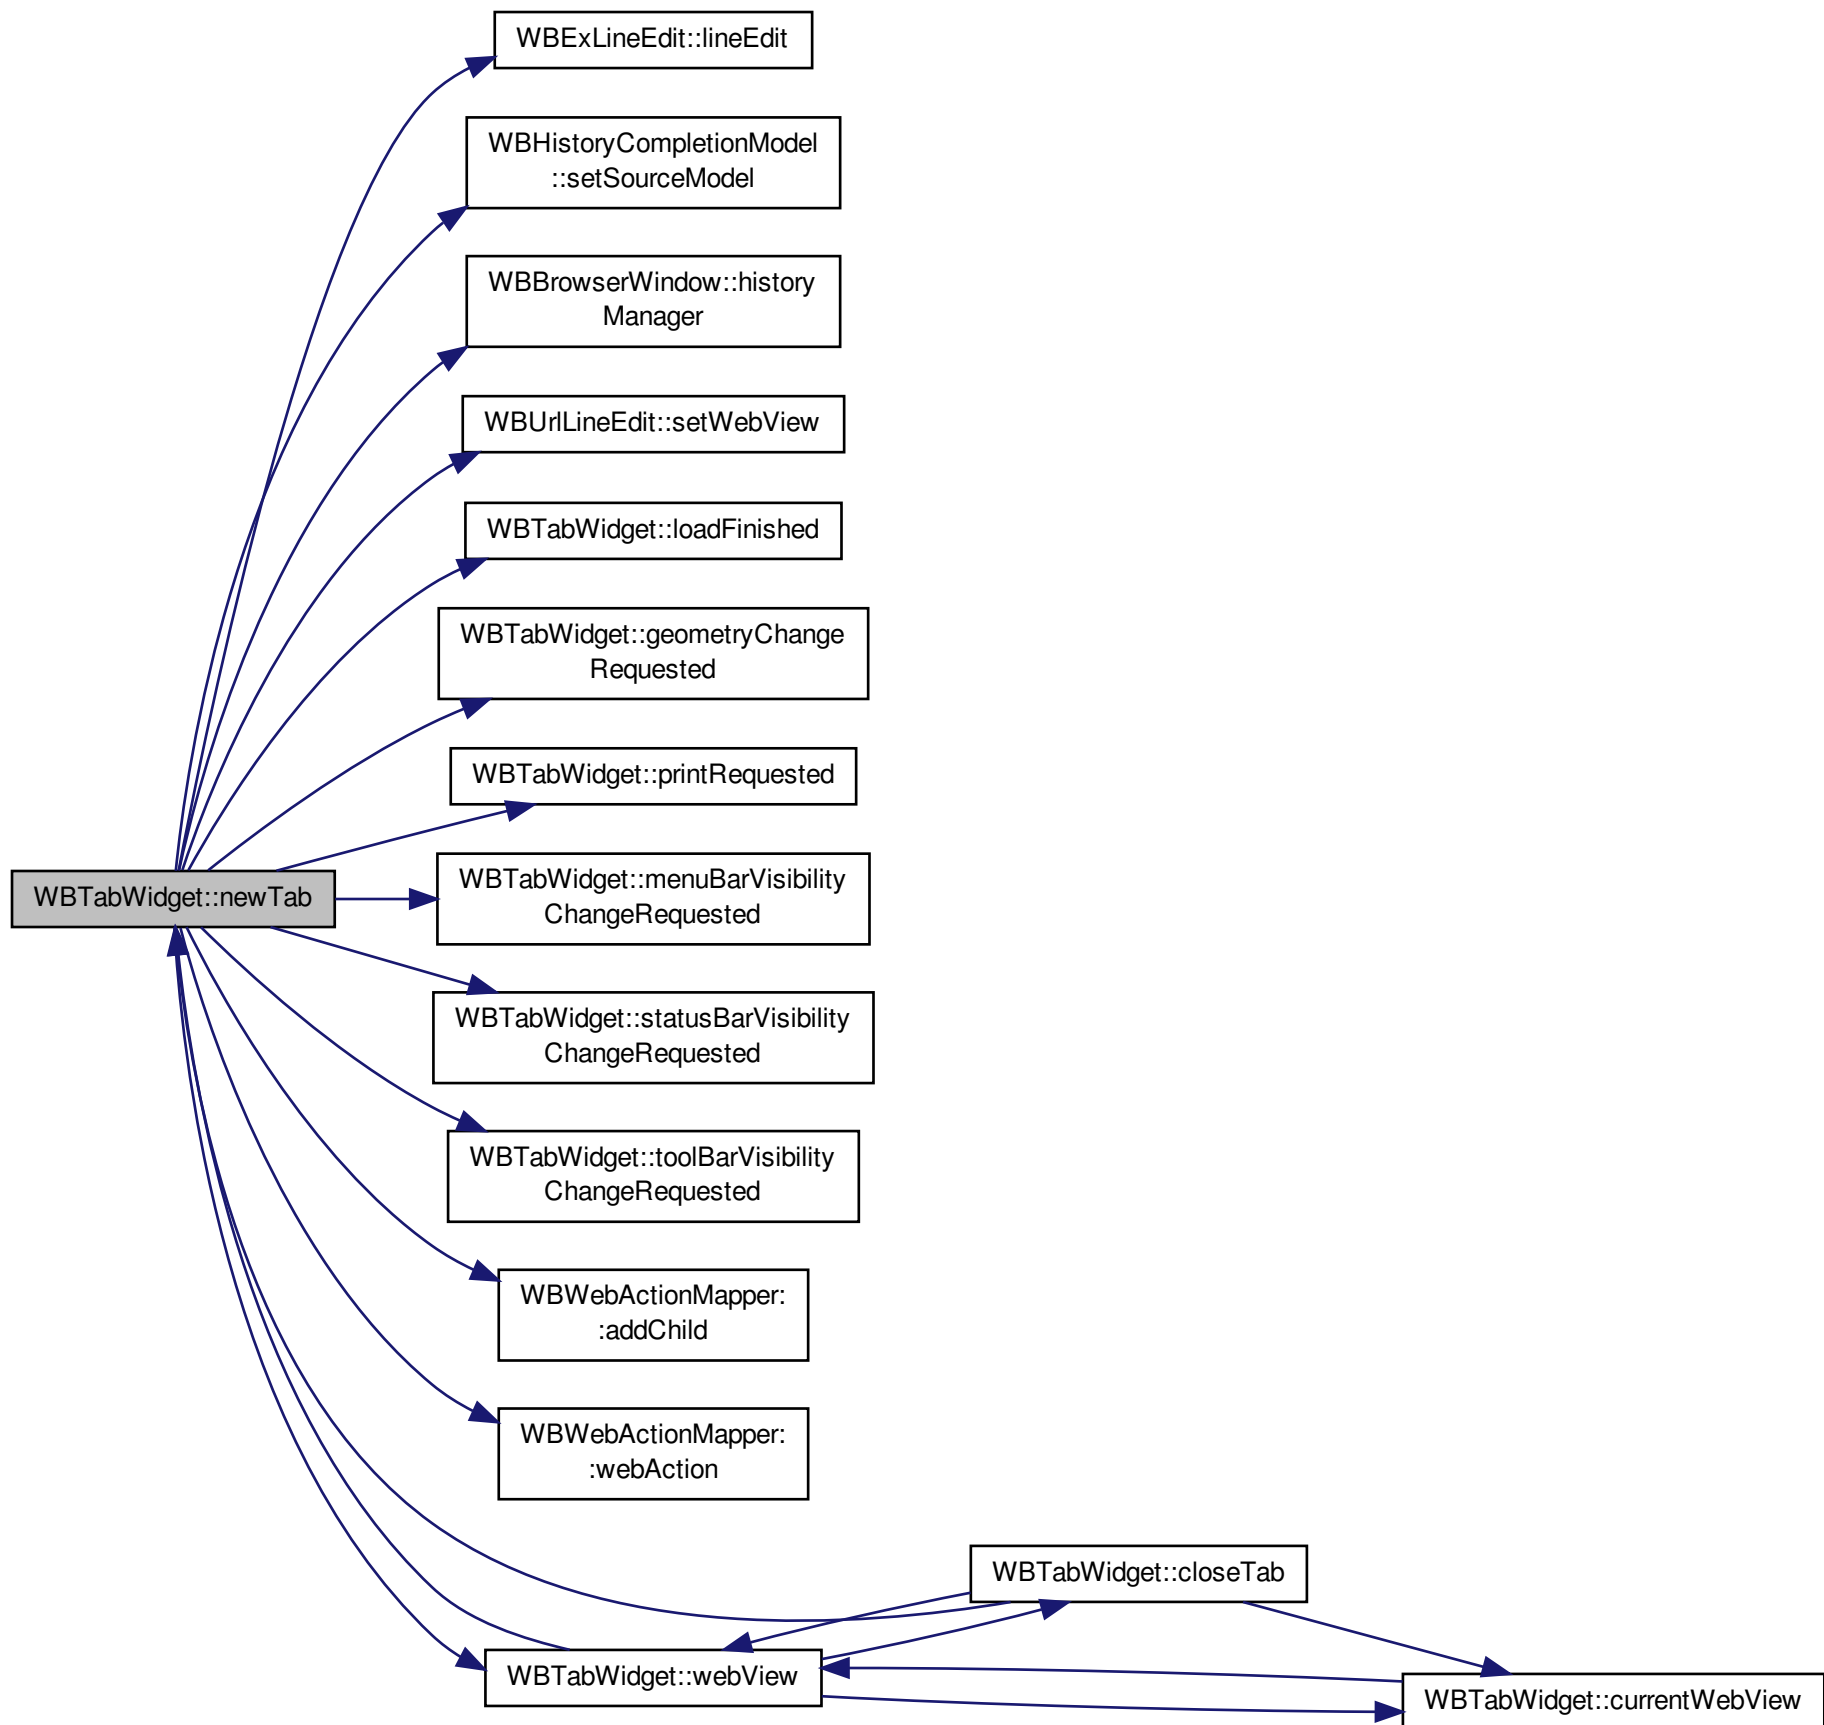 WBExLineEdit::lineEdit
WBHistoryCompletionModel
::setSourceModel
WBBrowserWindow::history
Manager
WBUrlLineEdit::setWebView
WBTabWidget::loadFinished
WBTabWidget::geometryChange
Requested
WBTabWidget::printRequested
WBTabWidget::newTab
WBTabWidget::menuBarVisibility
ChangeRequested
WBTabWidget::statusBarVisibility
ChangeRequested
WBTabWidget::toolBarVisibility
ChangeRequested
WBWebActionMapper:
:addChild
WBWebActionMapper:
:webAction
WBTabWidget::closeTab
WBTabWidget::webView
WBTabWidget::currentWebView